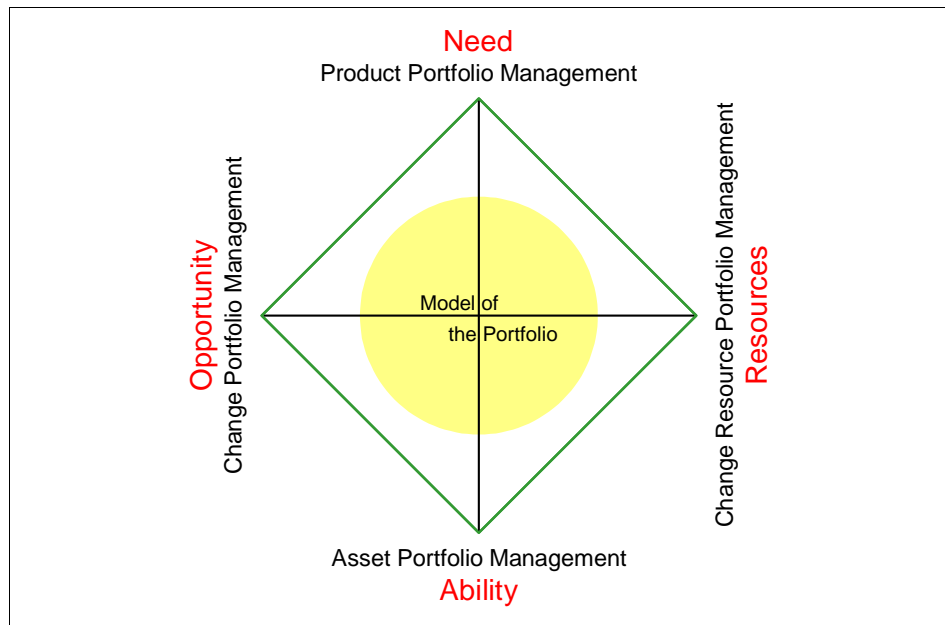 Need
Product Portfolio Management
Opportunity
Change Portfolio Management
Model of
the Portfolio
Change Resource Portfolio Management
Resources
Asset Portfolio Management
Ability